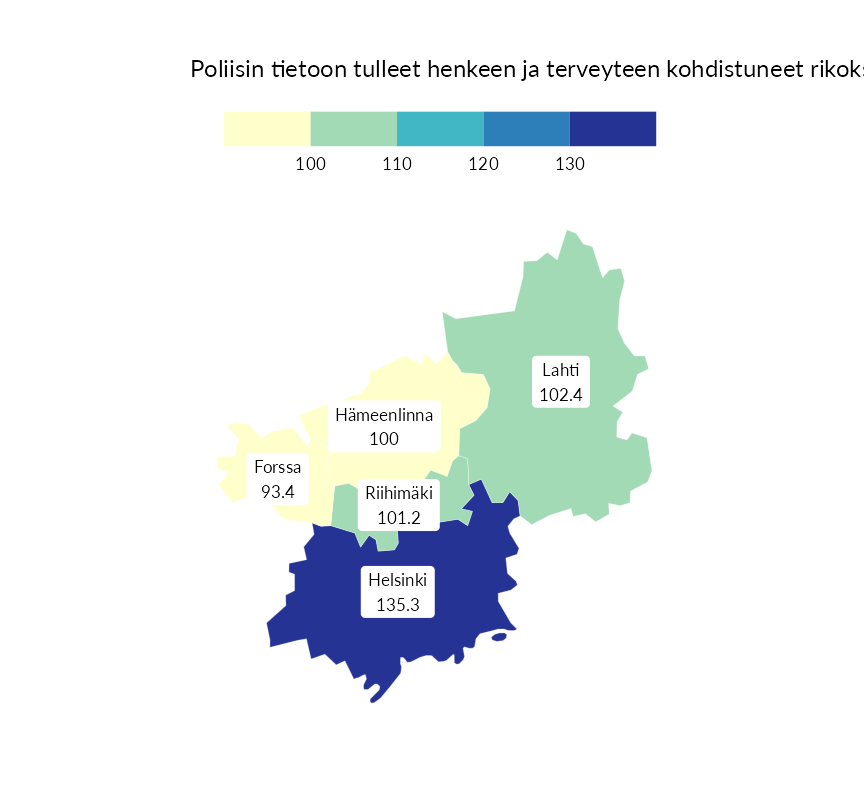 Poliisin tietoon tulleet henkeen ja terveyteen kohdistuneet
100 110 120 130
Lahti
102.4
Hämeenlinna
100
Forssa
93.4
Riihimäki
101.2
Helsinki
135.3